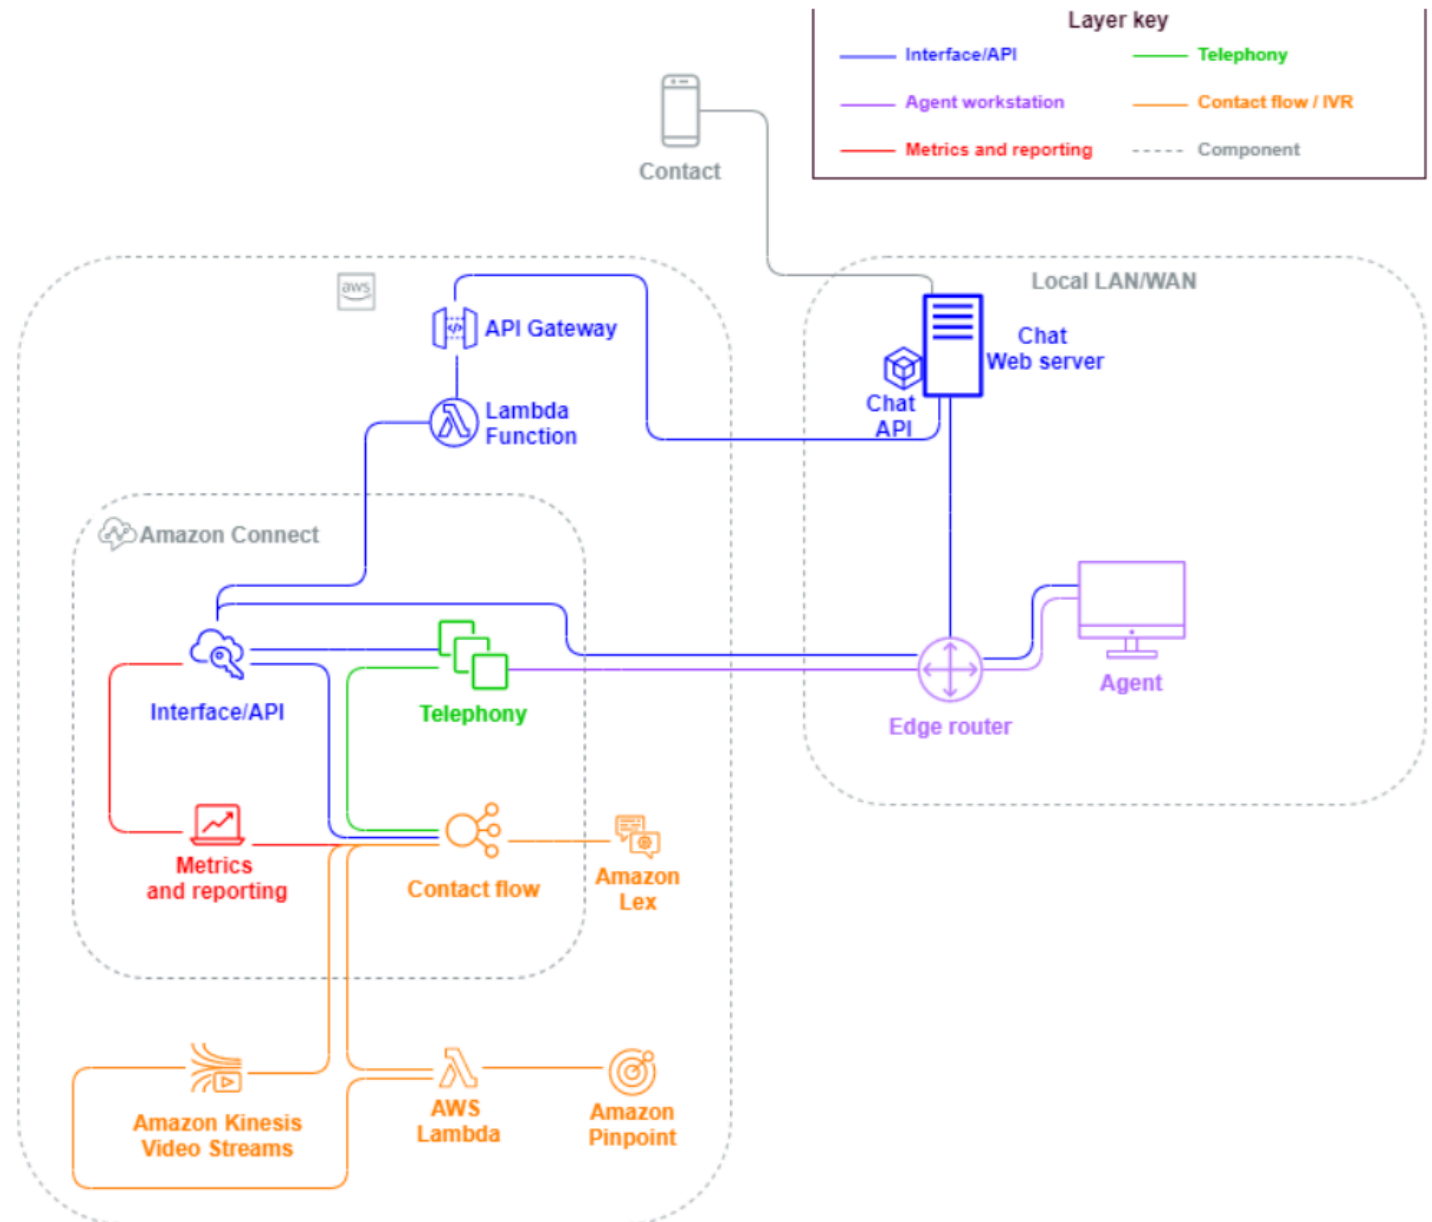 Layer key
Interface/API
Telephony
Agent workstation
Contact flow / IVR
Metrics and reporting
Component
Contact
aws
Local LAN/WAN
API Gateway
Chat
Web server
Chat
API
Lambda
Function
Amazon Connect
Interface/API
Telephony
Edge router
Agent
Metrics
and reporting
Contact flow
Amazon
Lex
Amazon Kinesis
Video Streams
AWS
Lambda
Amazon
Pinpoint